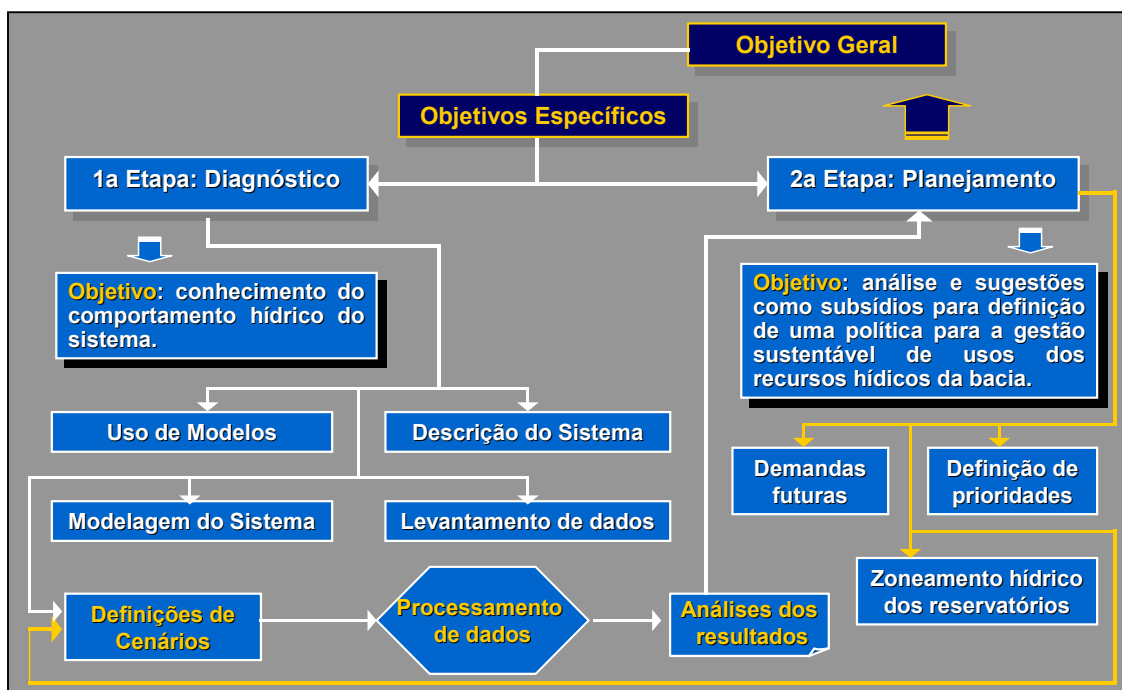 Objetivo Geral
Objetivos Específicos
1a Etapa: Diagnóstico
2a Etapa: Planejamento
Objetivo: conhecimento do
comportamento hídrico do
sistema.
Objetivo: análise e sugestões
como subsídios para definição
de uma política para a gestão
sustentável de usos dos
recursos hídicos da bacia.
Uso de Modelos
Descrição do Sistema
Demandas
futuras
Definição de
prioridades
Modelagem do Sistema
Levantamento de dados
Zoneamento hídrico
dos reservatórios
Definições de
Cenários
Processamento
de dados
Análises dos
resultados